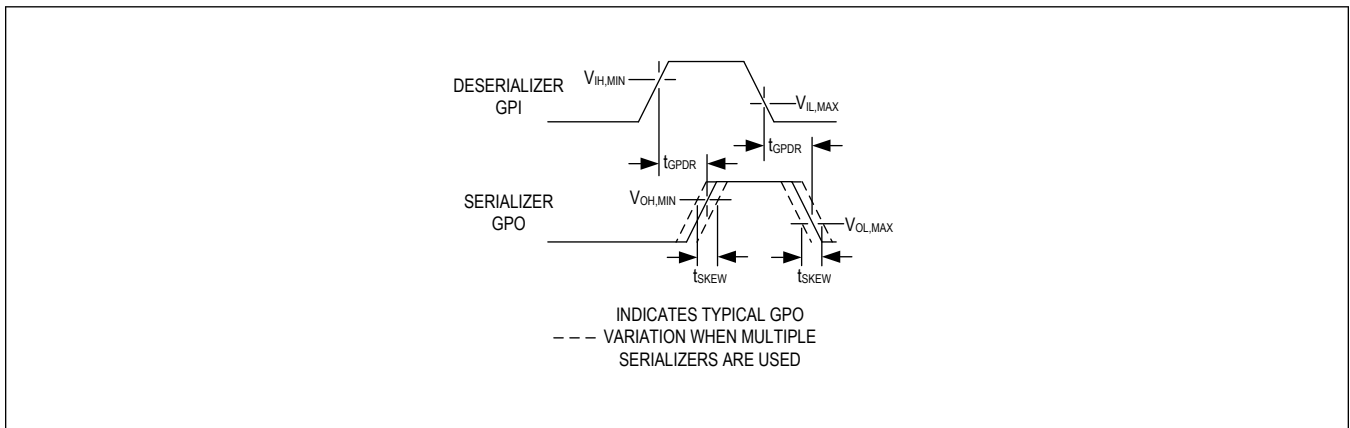 DESERIALIZER
GPI
VIH,MIN
VIL,MAX
tGPDR
tGPDR
SERIALIZER
GPO
VOH,MIN
VOL,MAX
tSKEW
tSKEW
INDICATES TYPICAL GPO
VARIATION WHEN MULTIPLE
SERIALIZERS ARE USED